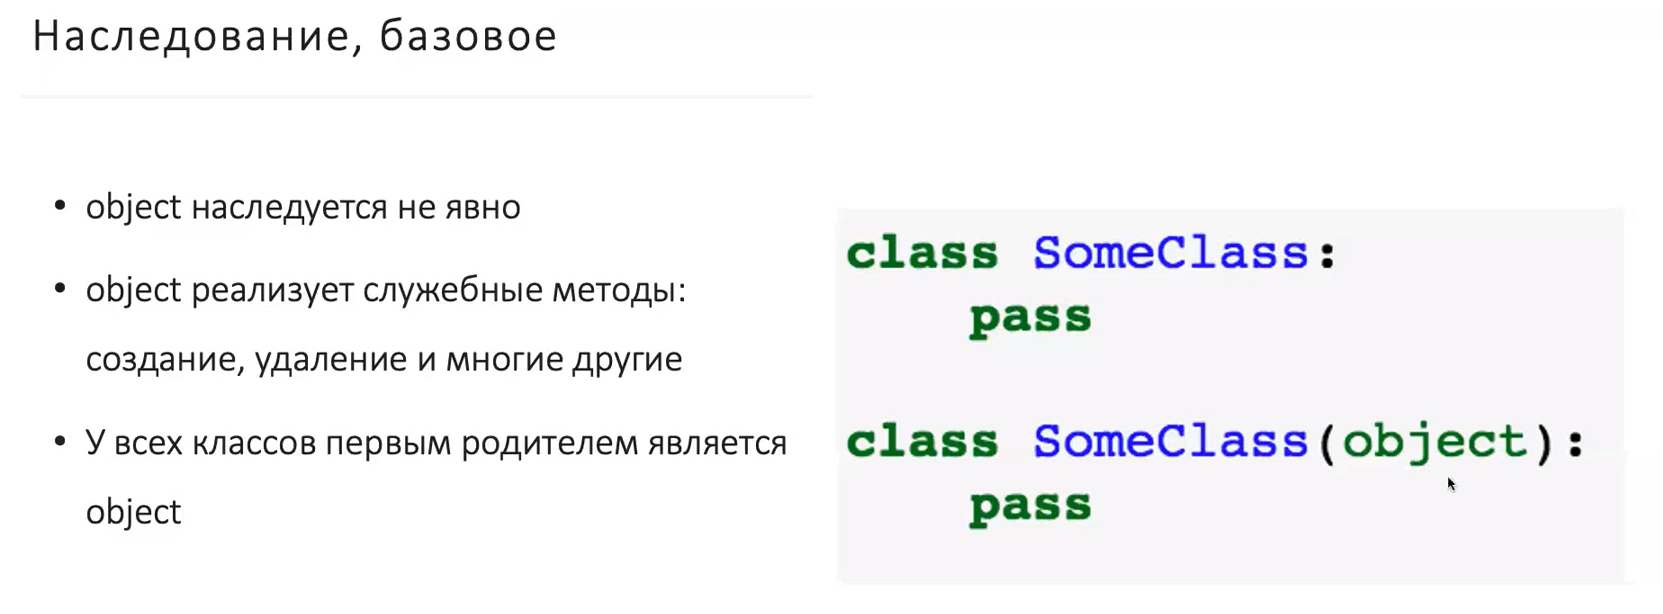 Наследование, базовое
• object наследуется не явно
• object реализует служебные методы:
создание, удаление и многие другие
• У всех классов первым родителем является
object
class SomeClass:
    pass
class SomeClass(object):
    pass